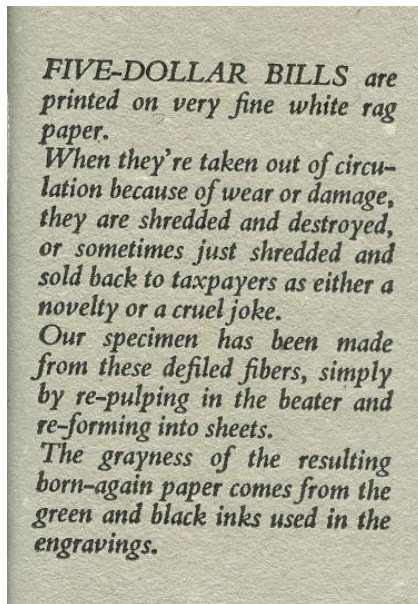 FIVE-DOLLAR BILLS are
printed on very fine white rag
paper.
When they're taken out of circu-
lation because of wear or damage,
they are shredded and destroyed,
or sometimes just shredded and
sold back to taxpayers as either a
novelty or a cruel joke.
Our specimen has been made
from these defiled fibers, simply
by re-pulping in the beater and
re-forming into sheets.
The grayness of the resulting
born-again paper comes from the
green and black inks used in the
engravings.